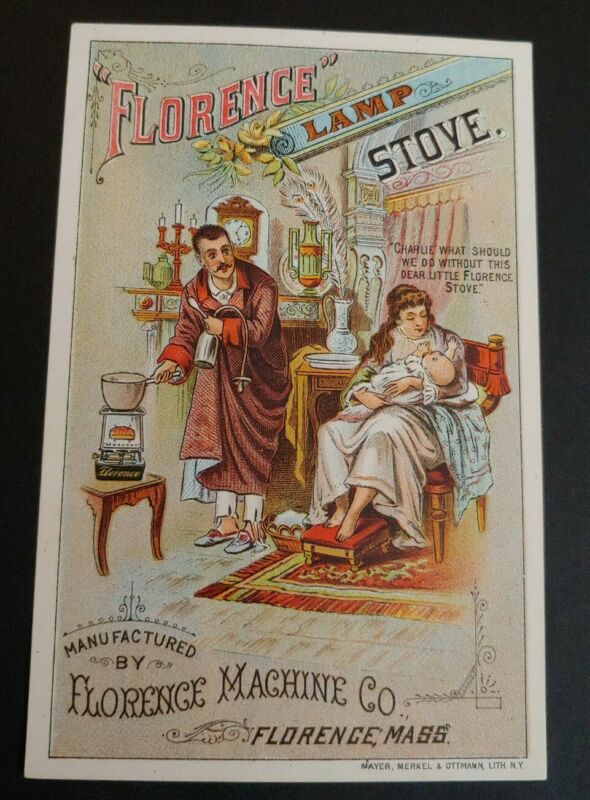 "FLORENCE"
LAMP
STOVE.
"CHARLIE WHAT SHOULD
WE DO WITHOUT THIS
DEAR LITTLE FLORENCE
STOVE."
Florence
MANUFACTURED
BY
FLORENCE MACHINE CO.,
FLORENCE, MASS.
MAYER, MERKEL & OTTMANN, LITH. N.Y.